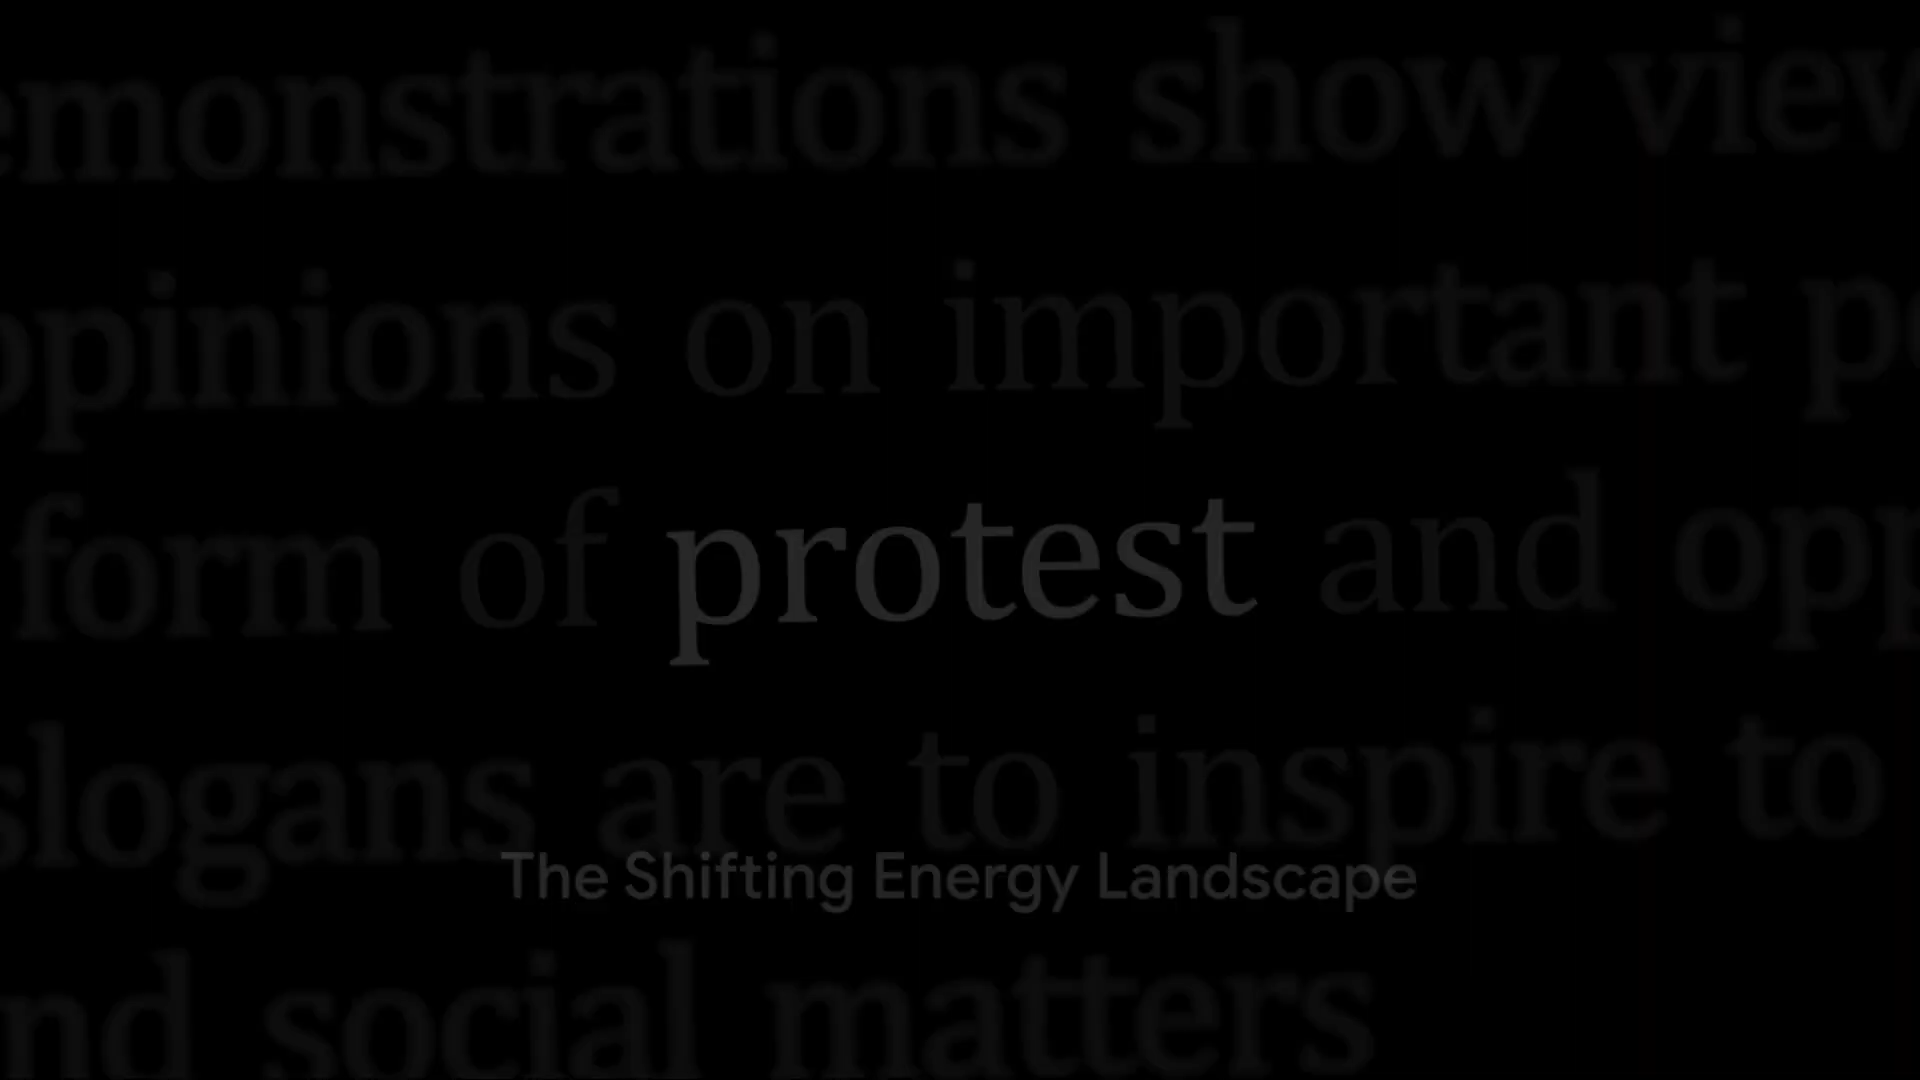 emonstrations show view
opinions on important po
form of protest and opp
slogans are to inspire to
The Shifting Energy Landscape
nd social matters